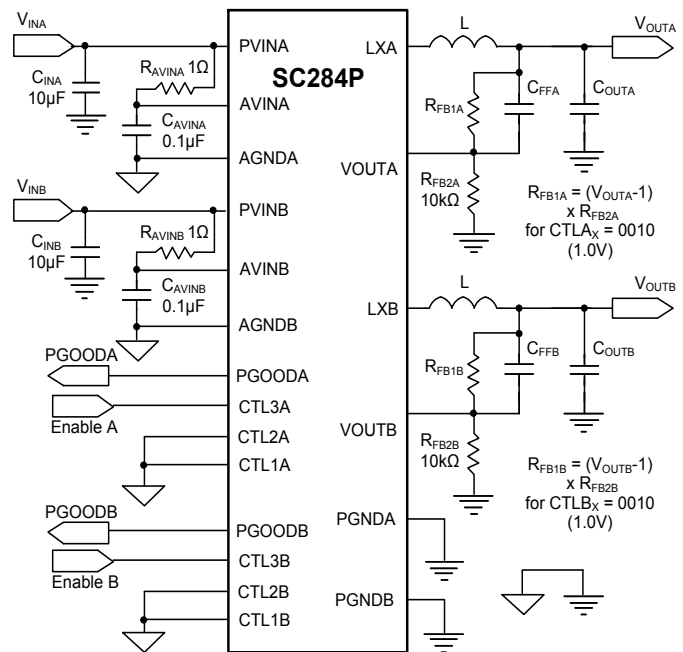 V_INA
C_INA
10µF
R_AVINA 1Ω
C_AVINA
0.1µF
V_INB
C_INB
10µF
R_AVINB 1Ω
C_AVINB
0.1µF
PGOODA
Enable A
PGOODB
Enable B
SC284P
PVINA
AVINA
AGNDA
PVINB
AVINB
AGNDB
PGOODA
CTL3A
CTL2A
CTL1A
PGOODB
CTL3B
CTL2B
CTL1B
LXA
VOUTA
LXB
VOUTB
PGNDA
PGNDB
L
V_OUTA
R_FB1A
C_FFA
C_OUTA
R_FB2A
10kΩ
R_FB1A = (V_OUTA-1)
x R_FB2A
for CTLA_X = 0010
(1.0V)
L
V_OUTB
R_FB1B
C_FFB
C_OUTB
R_FB2B
10kΩ
R_FB1B = (V_OUTB-1)
x R_FB2B
for CTLB_X = 0010
(1.0V)